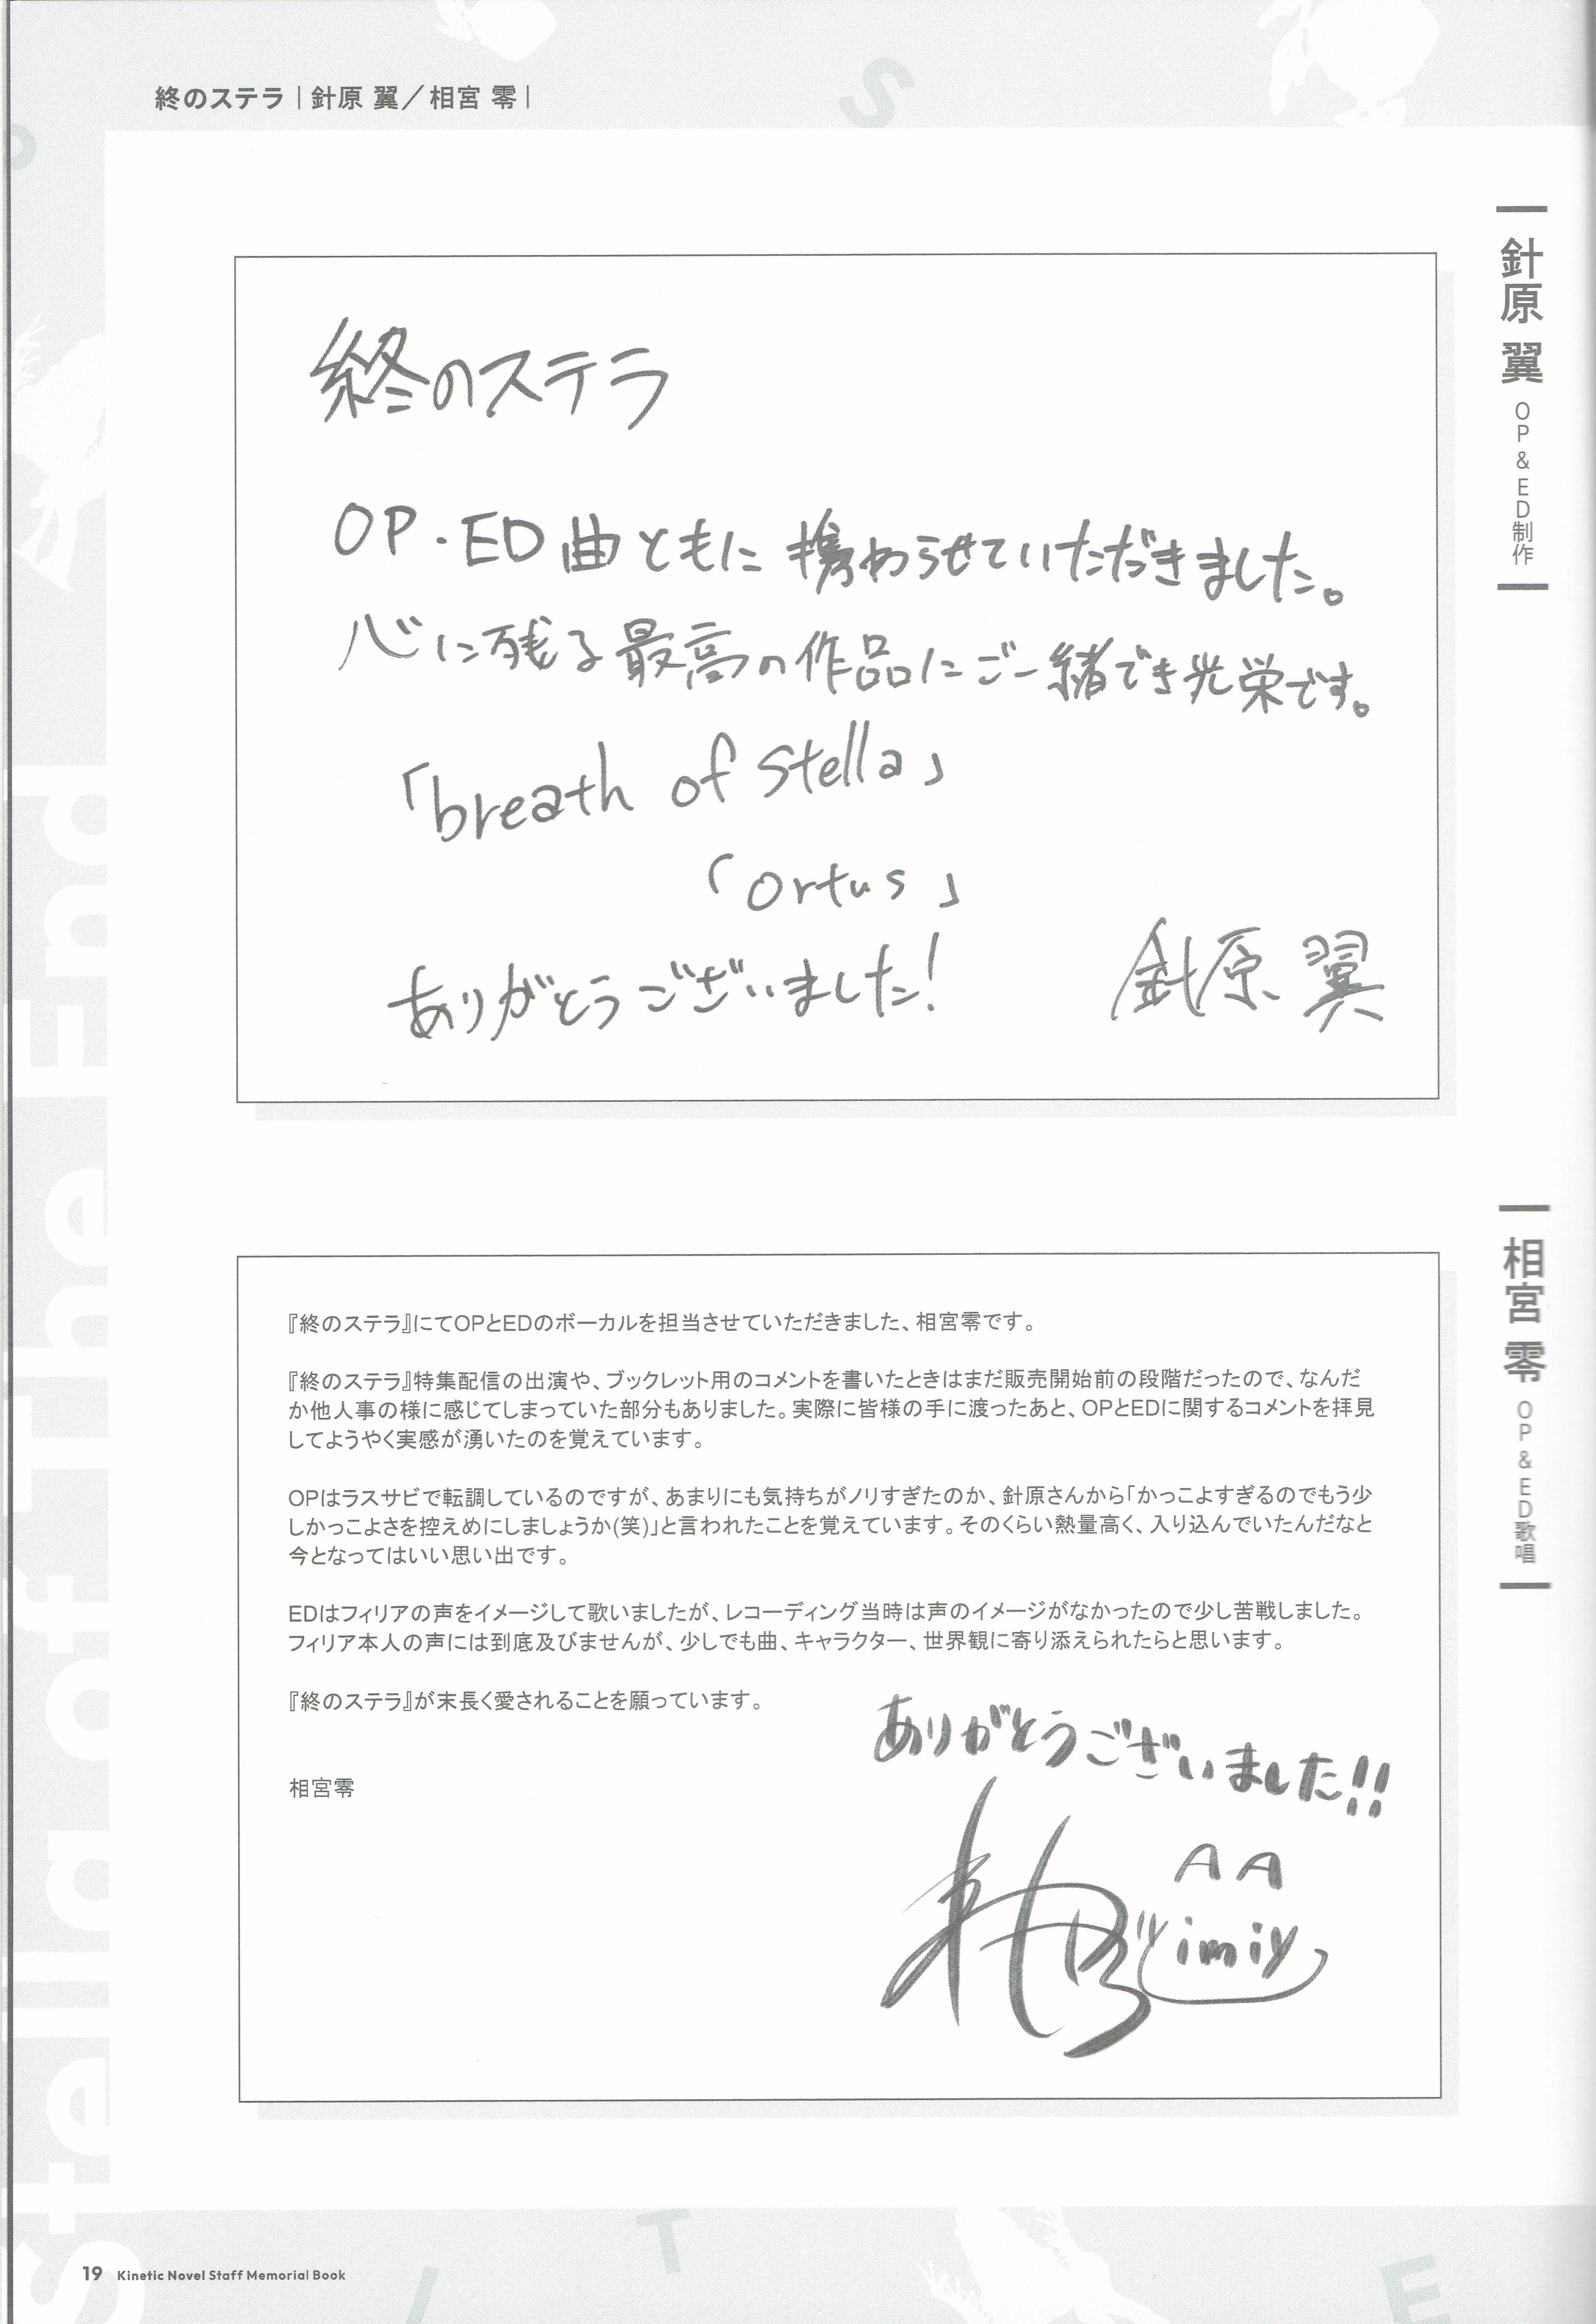 終のステラ｜針原 翼／相宮 零｜
針原 翼
OP&ED制作
終のステラ
OP・ED曲ともに携わらせていただきました。
心に残る最高の作品にご一緒でき光栄です。
「breath of stella」
「Ortus」
ありがとうございました!
針原 翼
相宮 零
OP&ED歌唱
『終のステラ』にてOPとEDのボーカルを担当させていただきました、相宮零です。
『終のステラ』特集配信の出演や、ブックレット用のコメントを書いたときはまだ販売開始前の段階だったので、なんだ
か他人事の様に感じてしまっていた部分もありました。実際に皆様の手に渡ったあと、OPとEDに関するコメントを拝見
してようやく実感が湧いたのを覚えています。
OPはラスサビで転調しているのですが、あまりにも気持ちがノリすぎたのか、針原さんから「かっこよすぎるのでもう少
しかっこよさを控えめにしましょうか(笑)」と言われたことを覚えています。そのくらい熱量高く、入り込んでいたんだなと
今となってはいい思い出です。
EDはフィリアの声をイメージして歌いましたが、レコーディング当時は声のイメージがなかったので少し苦戦しました。
フィリア本人の声には到底及びませんが、少しでも曲、キャラクター、世界観に寄り添えられたらと思います。
『終のステラ』が末長く愛されることを願っています。
相宮零
ありがとうございました!!
Stella of The End
19 Kinetic Novel Staff Memorial Book